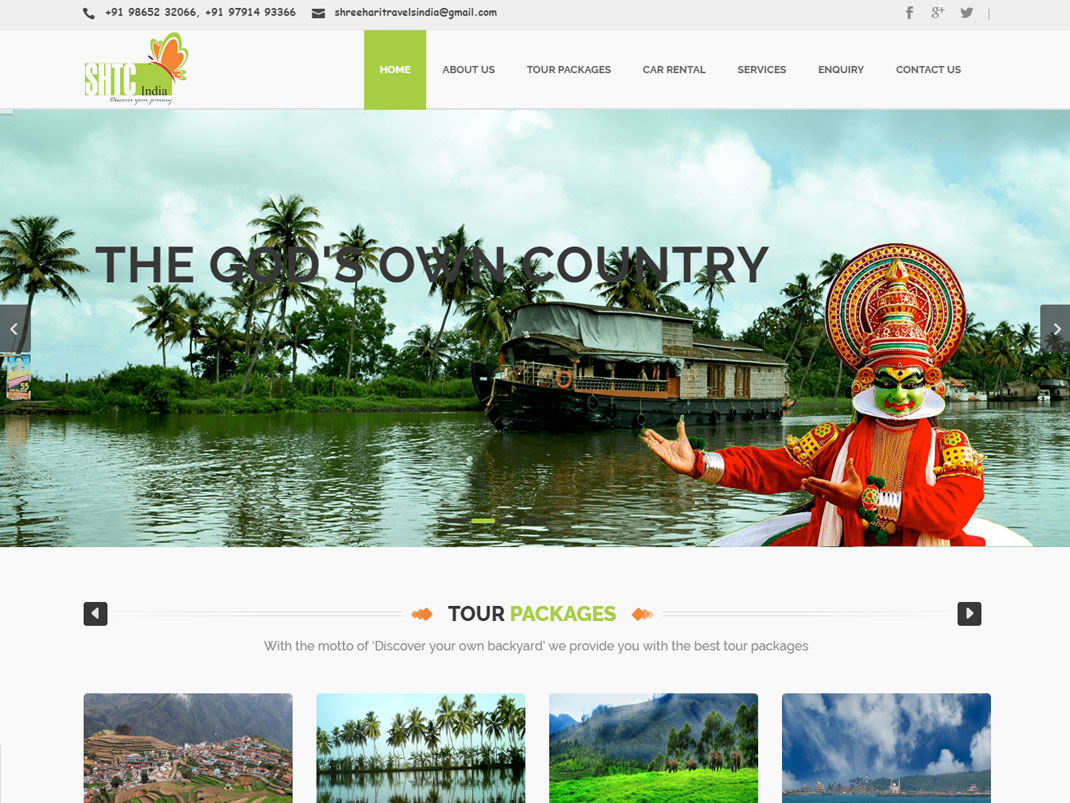 +91 98652 32066, +91 97914 93366 shreeharitravelsindia@gmail.com
SHTC
India
Discover your journey
HOME ABOUT US TOUR PACKAGES CAR RENTAL SERVICES ENQUIRY CONTACT US
THE GOD'S OWN COUNTRY
TOUR PACKAGES
With the motto of ‘Discover your own backyard’ we provide you with the best tour packages